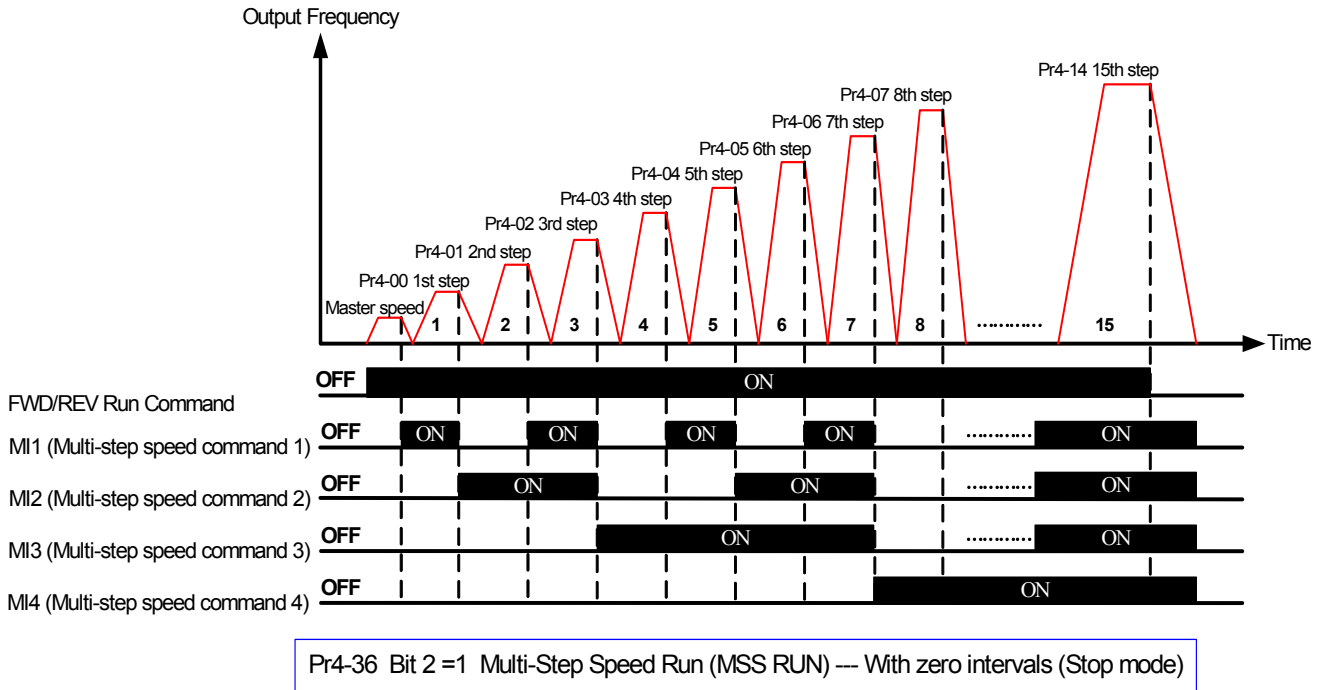 Output Frequency
Pr4-14 15th step
Pr4-07 8th step
Pr4-06 7th step
Pr4-05 6th step
Pr4-04 5th step
Pr4-03 4th step
Pr4-02 3rd step
Pr4-01 2nd step
Pr4-00 1st step
Master speed
1 2 3 4 5 6 7 8 ............ 15
Time
OFF ON
FWD/REV Run Command
MI1 (Multi-step speed command 1) OFF ON ON ON ON ............ ON
MI2 (Multi-step speed command 2) OFF ON ON ............ ON
MI3 (Multi-step speed command 3) OFF ON ............ ON
MI4 (Multi-step speed command 4) OFF ON
Pr4-36 Bit 2 =1 Multi-Step Speed Run (MSS RUN) --- With zero intervals (Stop mode)